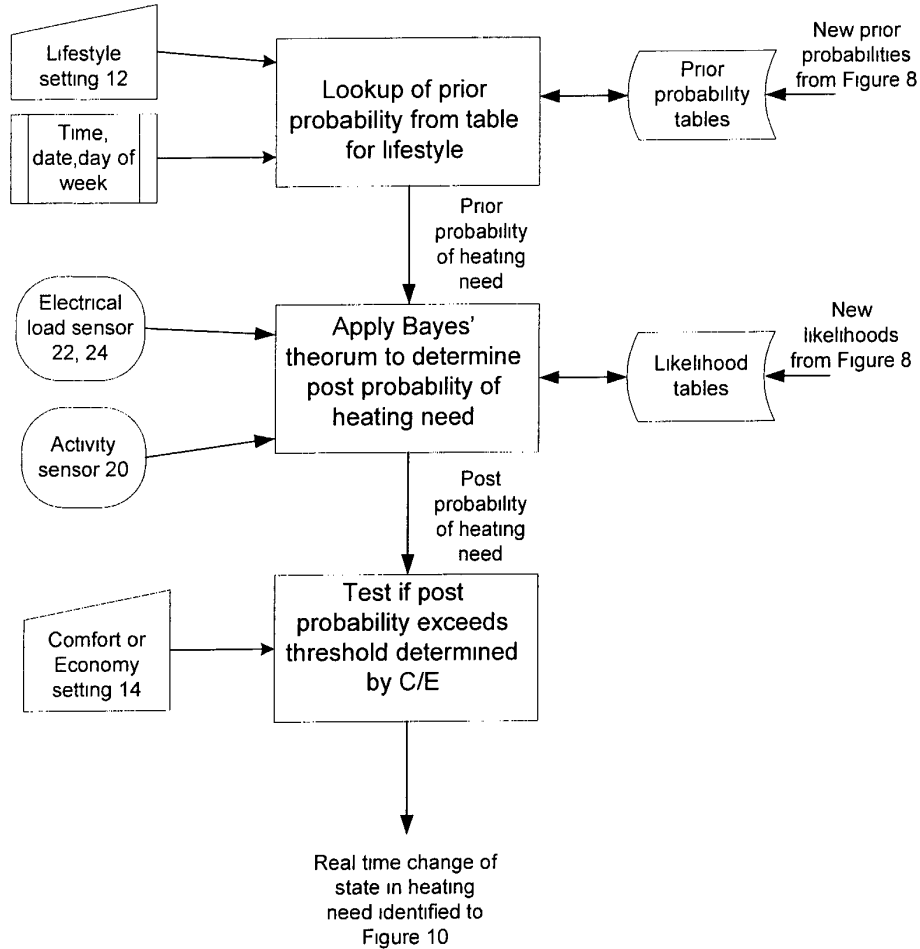 Lifestyle
setting 12
Time,
date,day of
week
Lookup of prior
probability from table
for lifestyle
Prior
probability
tables
New prior
probabilities
from Figure 8
Prior
probability
of heating
need
Electrical
load sensor
22, 24
Activity
sensor 20
Apply Bayes'
theorum to determine
post probability of
heating need
Likelihood
tables
New
likelihoods
from Figure 8
Post
probability
of heating
need
Comfort or
Economy
setting 14
Test if post
probability exceeds
threshold determined
by C/E
Real time change of
state in heating
need identified to
Figure 10